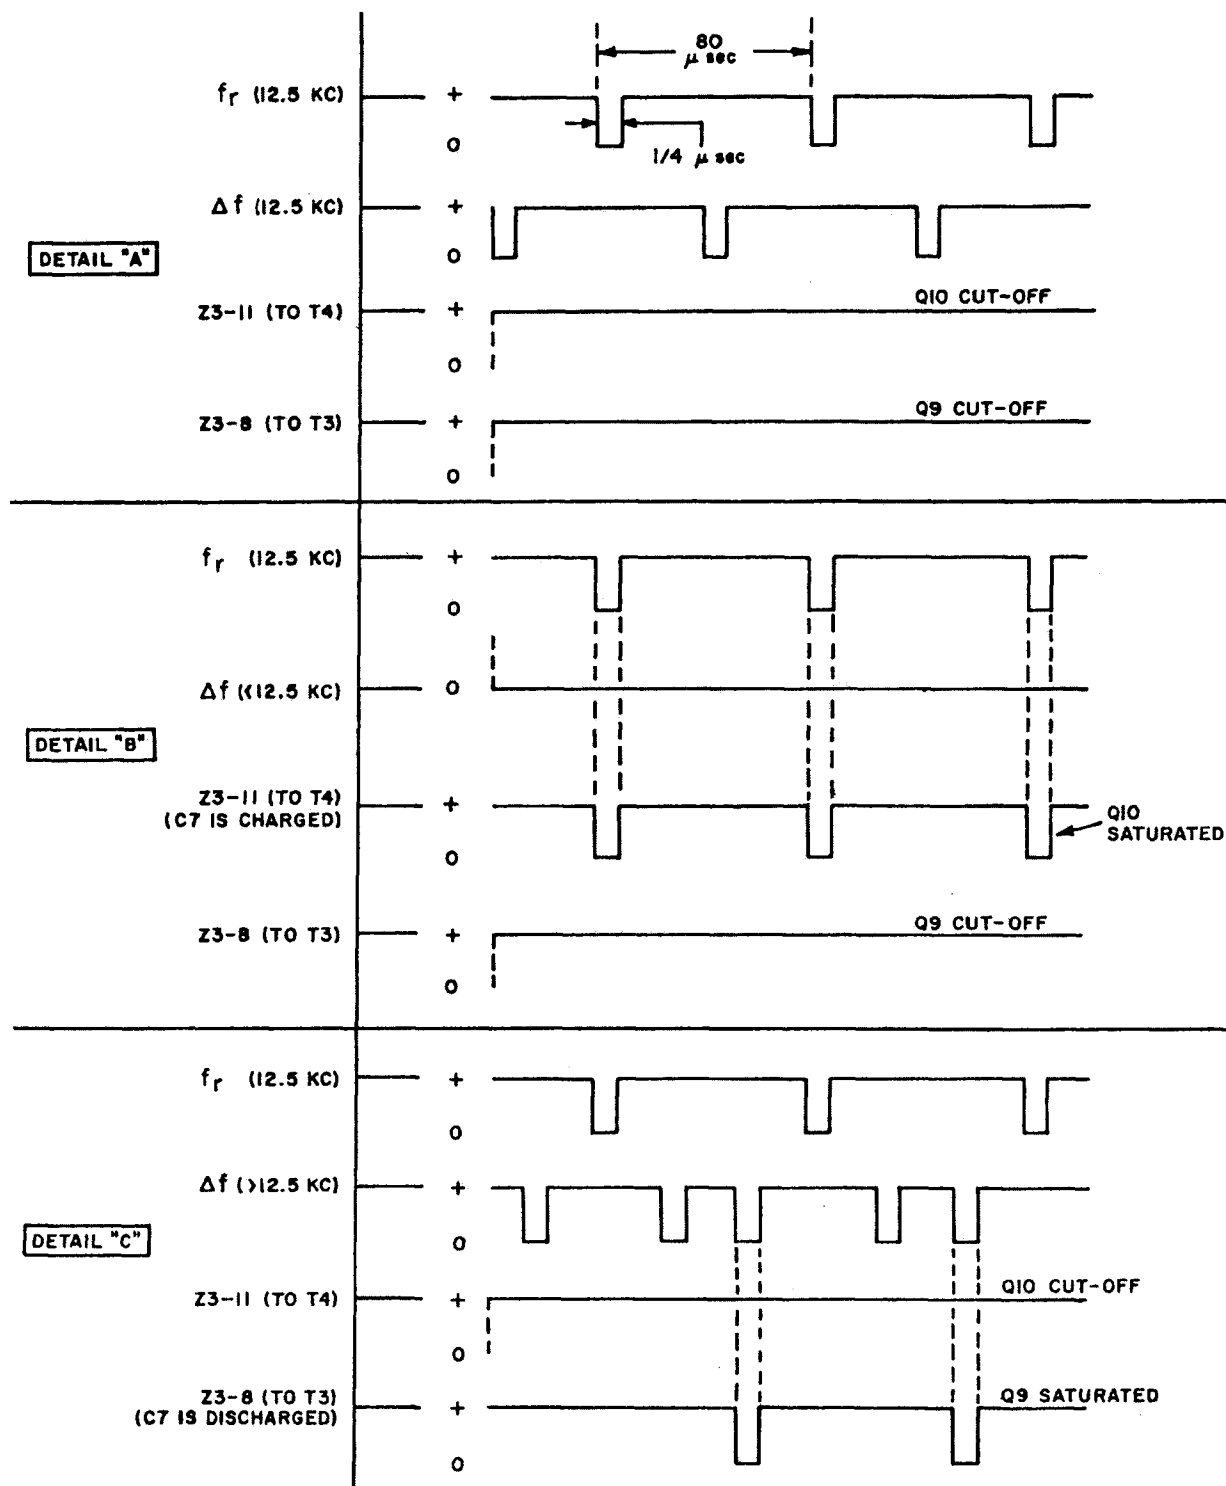 80
μ sec
fr (12.5 KC) +
0
1/4 μ sec
Δf (12.5 KC) +
0
DETAIL "A"
Z3-11 (TO T4) +
Q10 CUT-OFF
0
Z3-8 (TO T3) +
Q9 CUT-OFF
0
fr (12.5 KC) +
0
Δf (<12.5 KC) 0
DETAIL "B"
Z3-11 (TO T4) +
(C7 IS CHARGED)
0
Q10
SATURATED
Z3-8 (TO T3) +
Q9 CUT-OFF
0
fr (12.5 KC) +
0
Δf (>12.5 KC) +
0
DETAIL "C"
Z3-11 (TO T4) +
Q10 CUT-OFF
0
Z3-8 (TO T3) +
(C7 IS DISCHARGED)
Q9 SATURATED
0